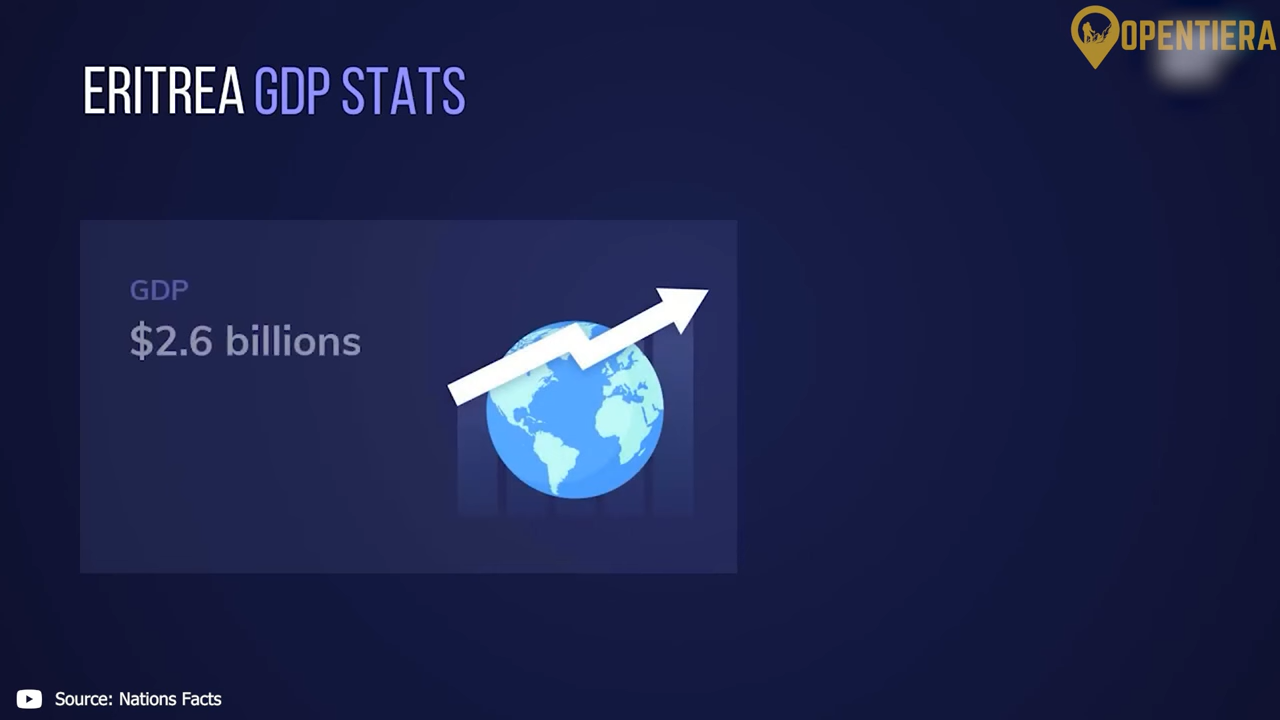 OPENTIERA
ERITREA GDP STATS
GDP
$2.6 billions
Source: Nations Facts